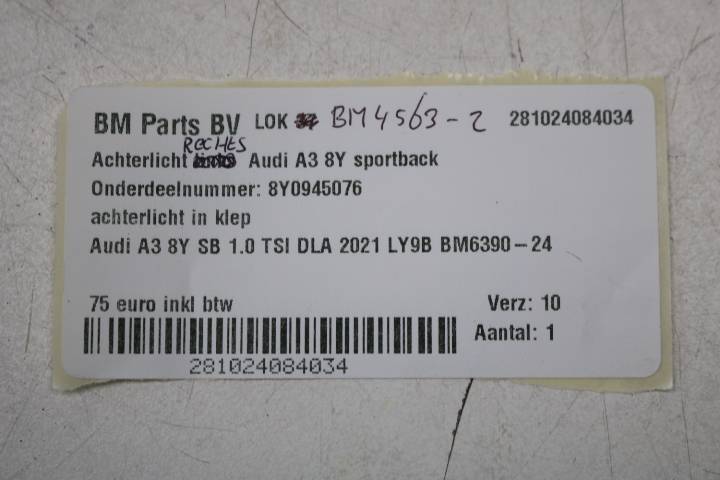 BM Parts BV LOK BM4563-2 281024084034
Achterlicht RECHES Audi A3 8Y sportback
Onderdeelnummer: 8Y0945076
achterlicht in klep
Audi A3 8Y SB 1.0 TSI DLA 2021 LY9B BM6390-24
75 euro inkl btw Verz: 10
Aantal: 1
281024084034